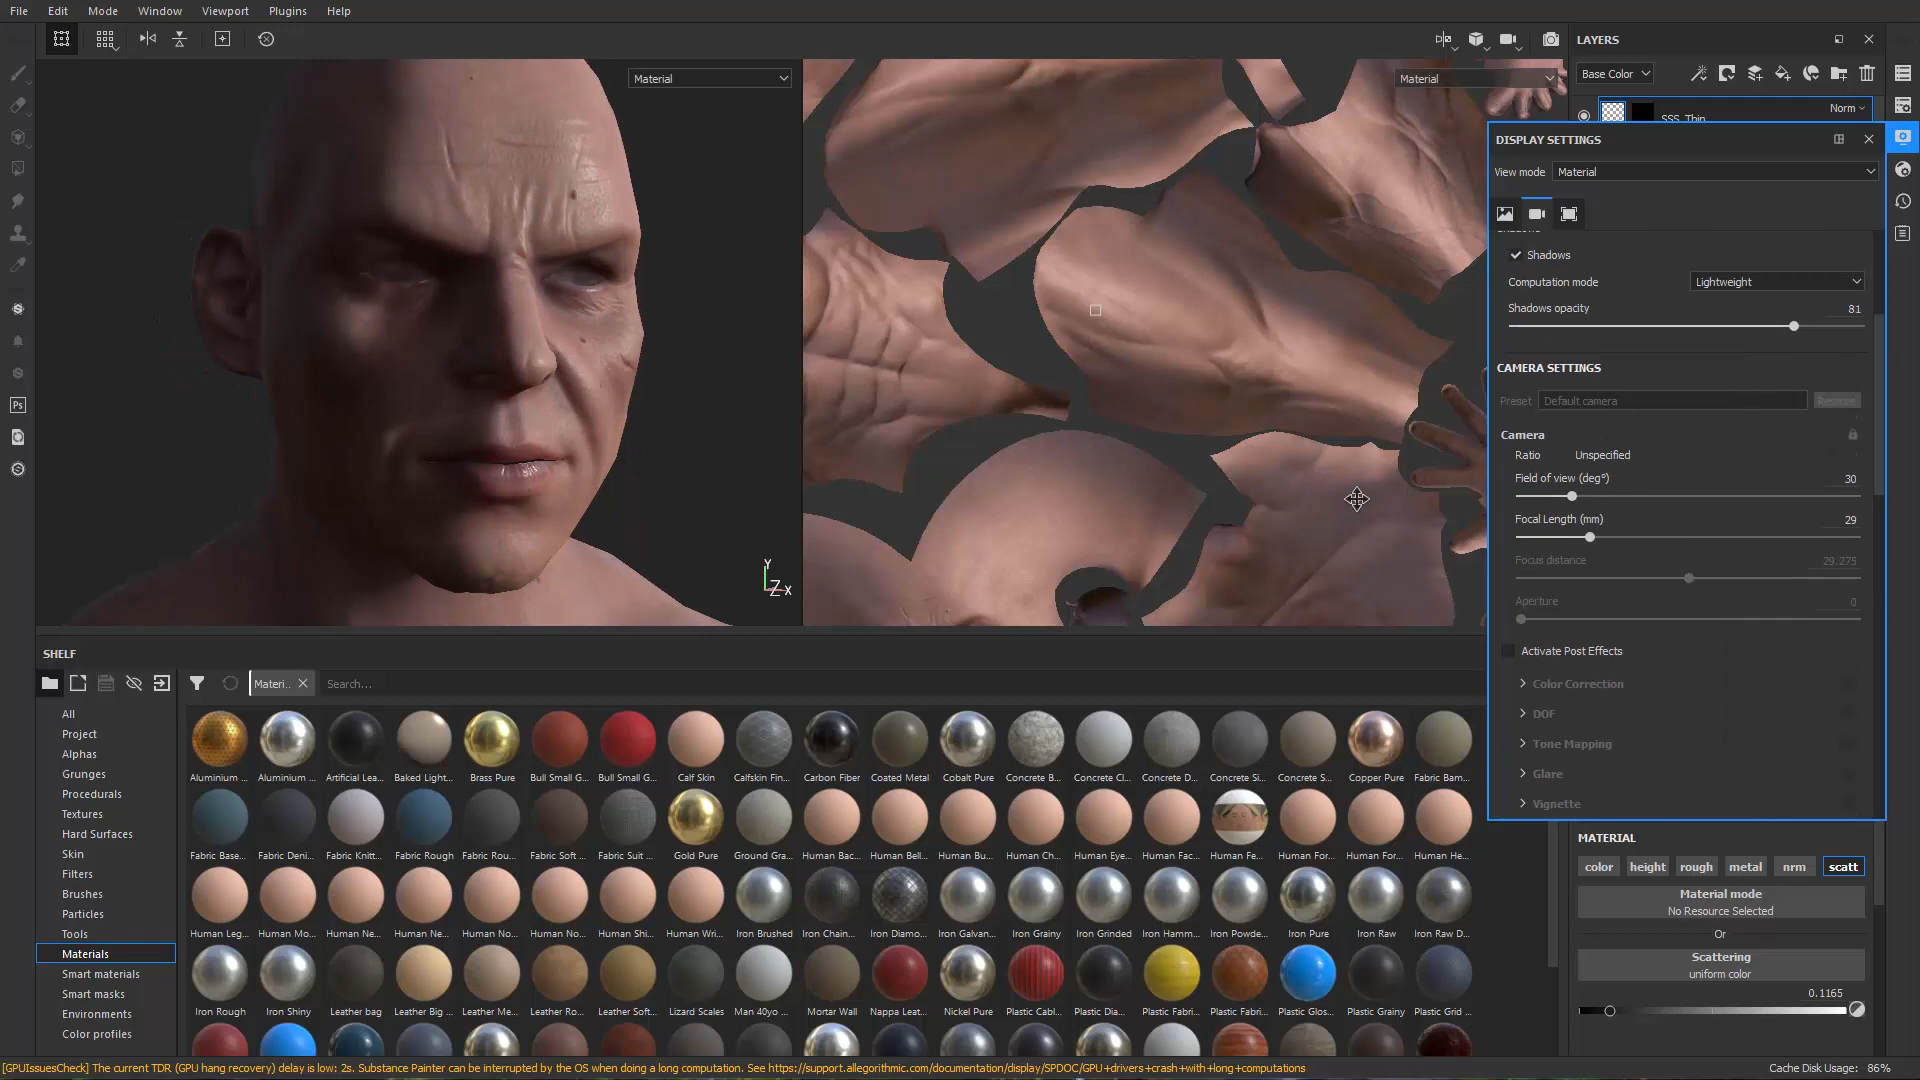 File Edit Mode Window Viewport Plugins Help
Material
Material
Y
Z X
LAYERS
Base Color
Norm
SSS_Thin
DISPLAY SETTINGS
View mode Material
Shadows
Computation mode Lightweight
Shadows opacity 81
CAMERA SETTINGS
Preset Default camera Restore
Camera
Ratio Unspecified
Field of view (deg°) 30
Focal Length (mm) 29
Focus distance 29.275
Aperture 0
Activate Post Effects
Color Correction
DOF
Tone Mapping
Glare
Vignette
Ps
SHELF
Materi.. Search...
All
Project
Alphas
Grunges
Procedurals
Textures
Hard Surfaces
Skin
Filters
Brushes
Particles
Tools
Materials
Smart materials
Smart masks
Environments
Color profiles
Aluminium ... Aluminium ... Artificial Lea... Baked Light... Brass Pure Bull Small G... Bull Small G... Calf Skin Calfskin Fin... Carbon Fiber Coated Metal Cobalt Pure Concrete B... Concrete Cl... Concrete D... Concrete Si... Concrete S... Copper Pure Fabric Bam...
Fabric Base... Fabric Deni... Fabric Knitt... Fabric Rough Fabric Rou... Fabric Soft ... Fabric Suit ... Gold Pure Ground Gra... Human Bac... Human Bell... Human Bu... Human Ch... Human Eye... Human Fac... Human Fe... Human For... Human For... Human He...
Human Leg... Human Mo... Human Ne... Human Ne... Human No... Human No... Human Shi... Human Wri... Iron Brushed Iron Chain... Iron Diamo... Iron Galvan... Iron Grainy Iron Grinded Iron Hamm... Iron Powde... Iron Pure Iron Raw Iron Raw D...
Iron Rough Iron Shiny Leather bag Leather Big ... Leather Me... Leather Ro... Leather Soft... Lizard Scales Man 40yo ... Mortar Wall Nappa Leat... Nickel Pure Plastic Cabl... Plastic Dia... Plastic Fabri... Plastic Fabri... Plastic Glos... Plastic Grainy Plastic Grid ...
MATERIAL
color height rough metal nrm scatt
Material mode
No Resource Selected
Or
Scattering
uniform color
0.1165
[GPUIssuesCheck] The current TDR (GPU hang recovery) delay is low: 2s. Substance Painter can be interrupted by the OS when doing a long computation. See https://support.allegorithmic.com/documentation/display/SPDOC/GPU+drivers+crash+with+long+computations
Cache Disk Usage: 86%